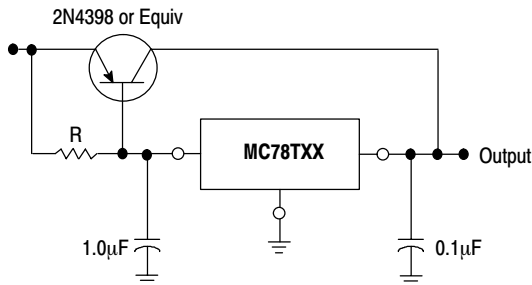 2N4398 or Equiv
R
MC78TXX
Output
1.0μF
0.1μF